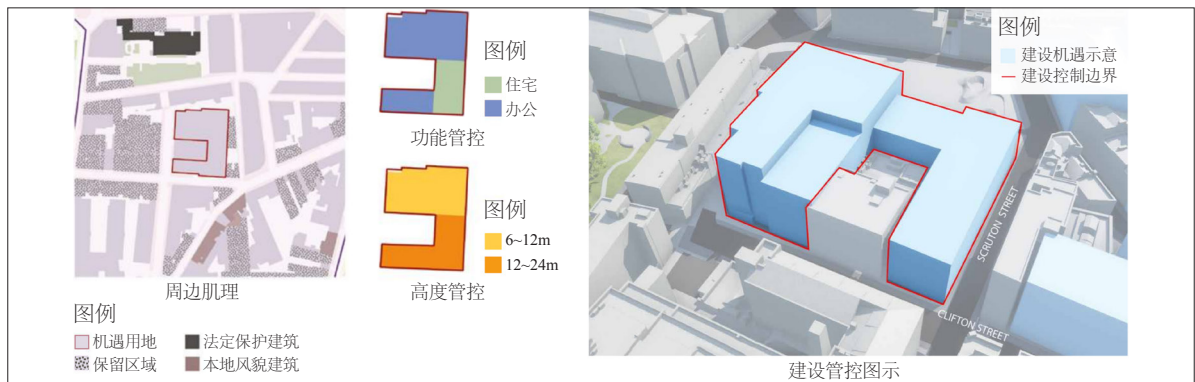 图例
住宅
办公
功能管控
图例
6~12m
12~24m
高度管控
周边肌理
图例
机遇用地
法定保护建筑
保留区域
本地风貌建筑
图例
建设机遇示意
建设控制边界
SCRUTON STREET
CLIFTON STREET
建设管控图示